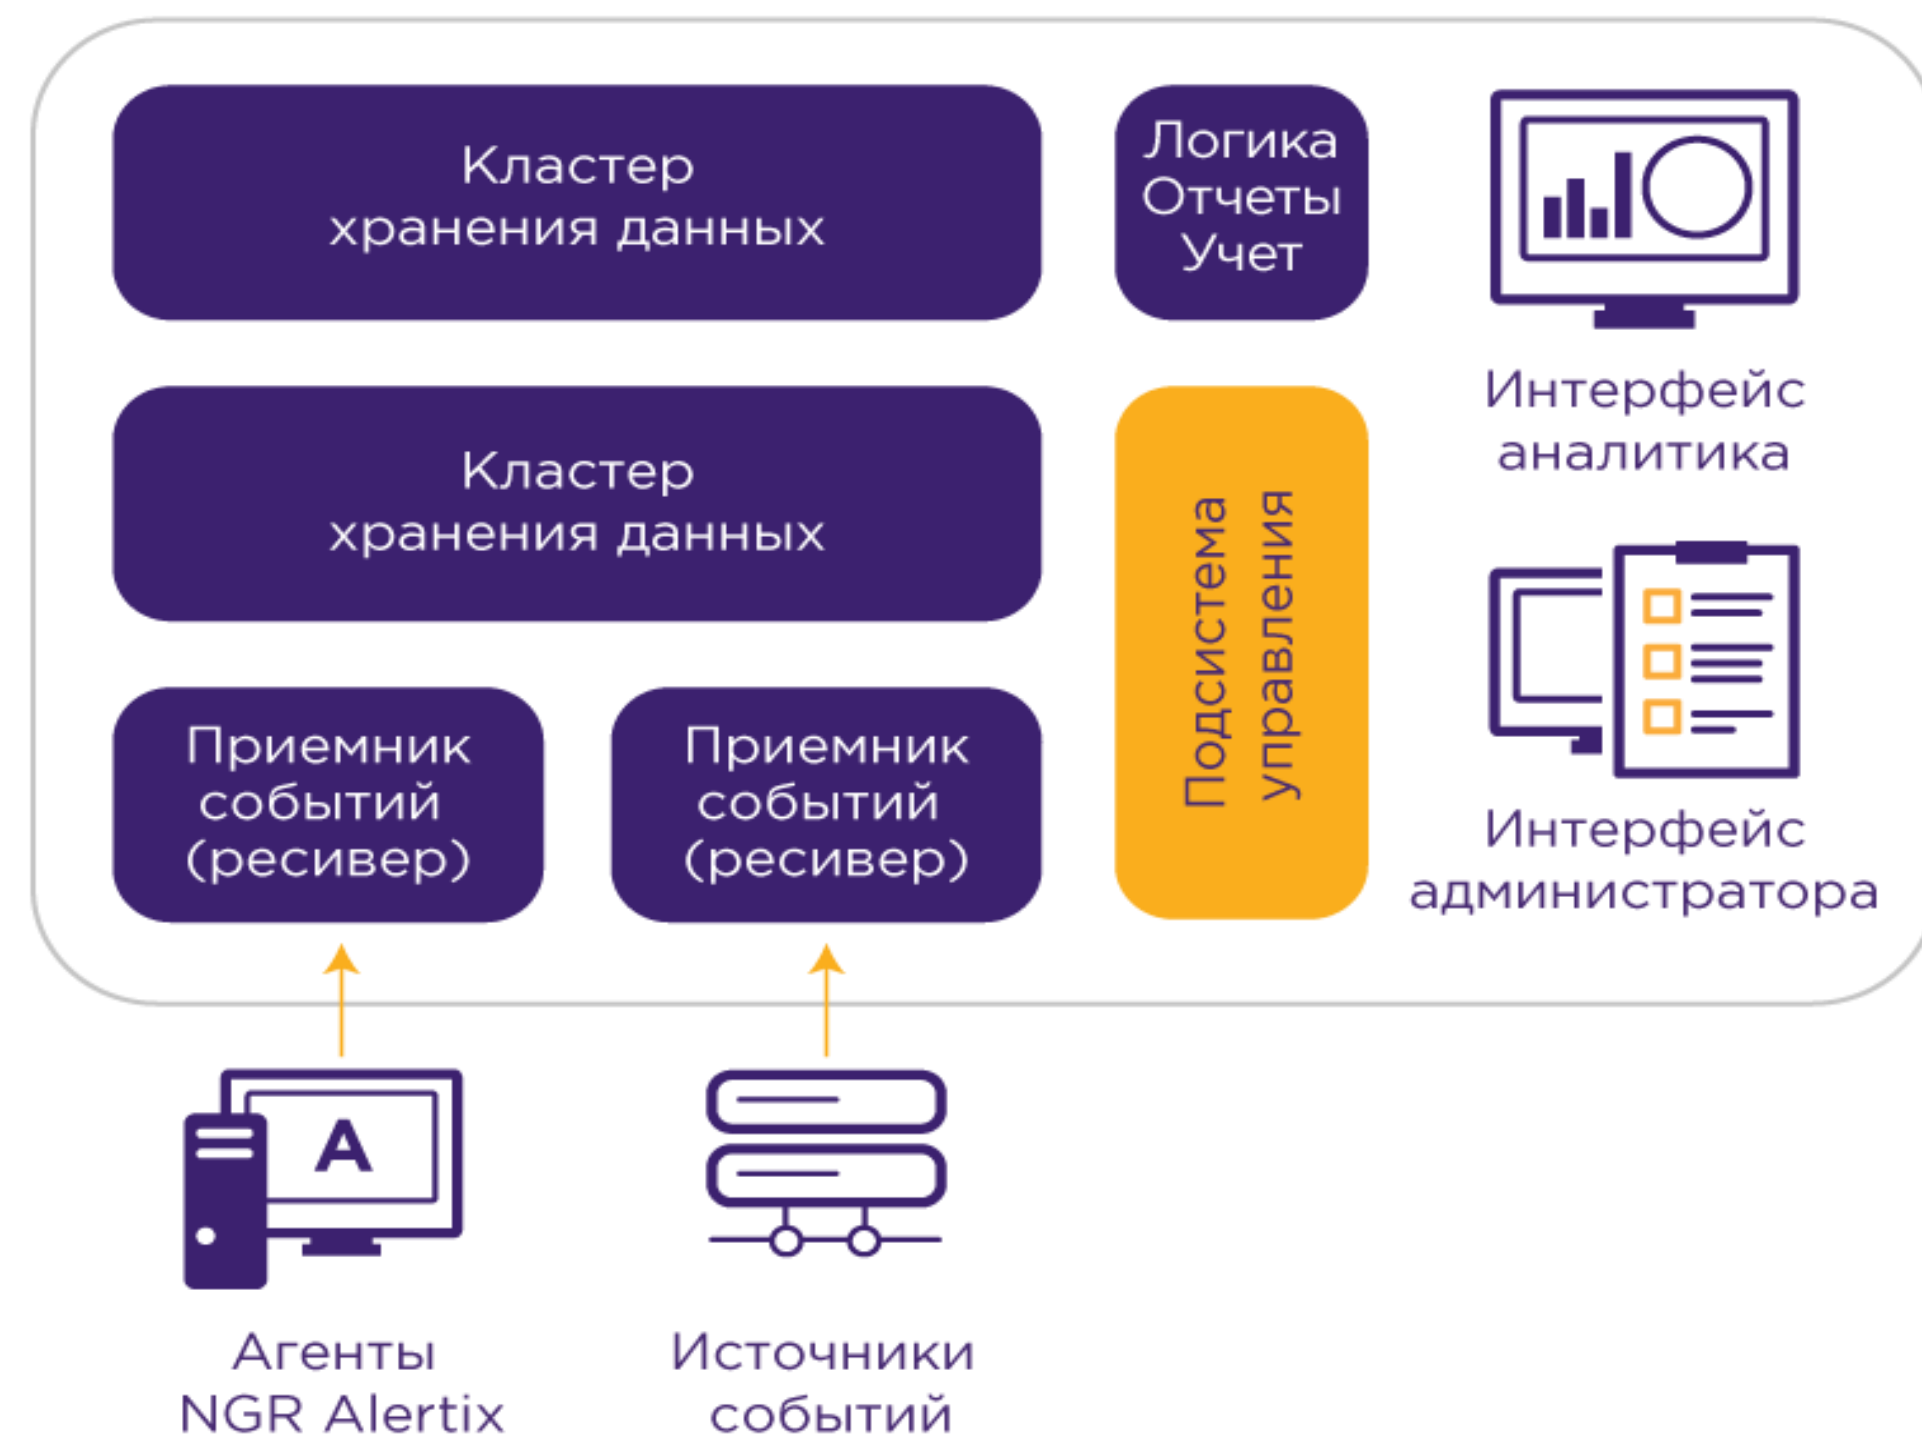 Кластер
хранения данных
Логика
Отчеты
Учет
Интерфейс
аналитика
Кластер
хранения данных
Подсистема
управления
Приемник
событий
(ресивер)
Приемник
событий
(ресивер)
Интерфейс
администратора
A
Агенты
NGR Alertix
Источники
событий